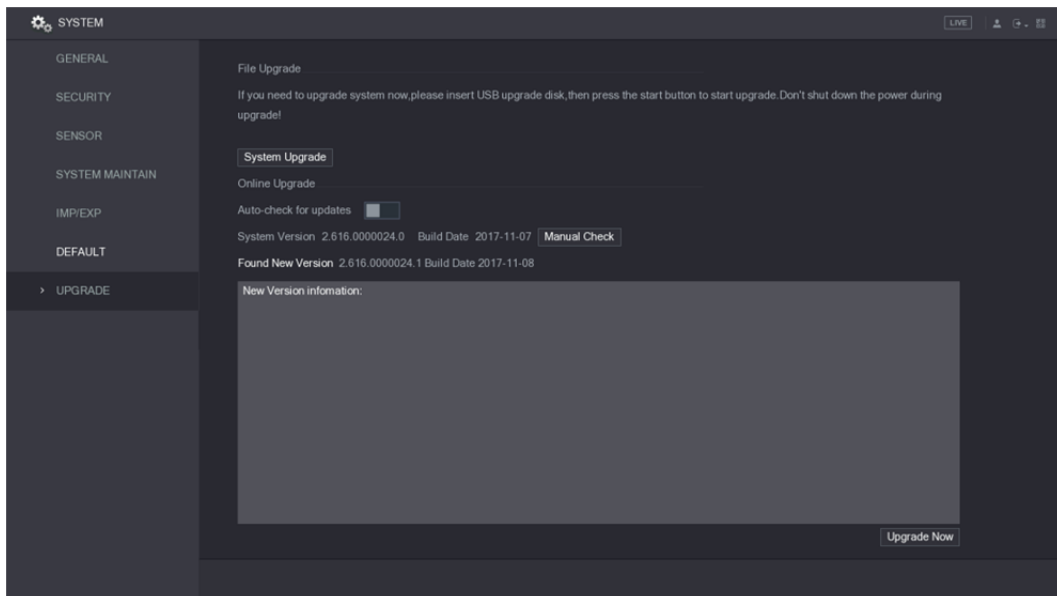 SYSTEM
LIVE
GENERAL
SECURITY
SENSOR
SYSTEM MAINTAIN
IMP/EXP
DEFAULT
> UPGRADE
File Upgrade
If you need to upgrade system now,please insert USB upgrade disk,then press the start button to start upgrade.Don't shut down the power during
upgrade!
System Upgrade
Online Upgrade
Auto-check for updates
System Version 2.616.0000024.0 Build Date 2017-11-07 Manual Check
Found New Version 2.616.0000024.1 Build Date 2017-11-08
New Version infomation:
Upgrade Now